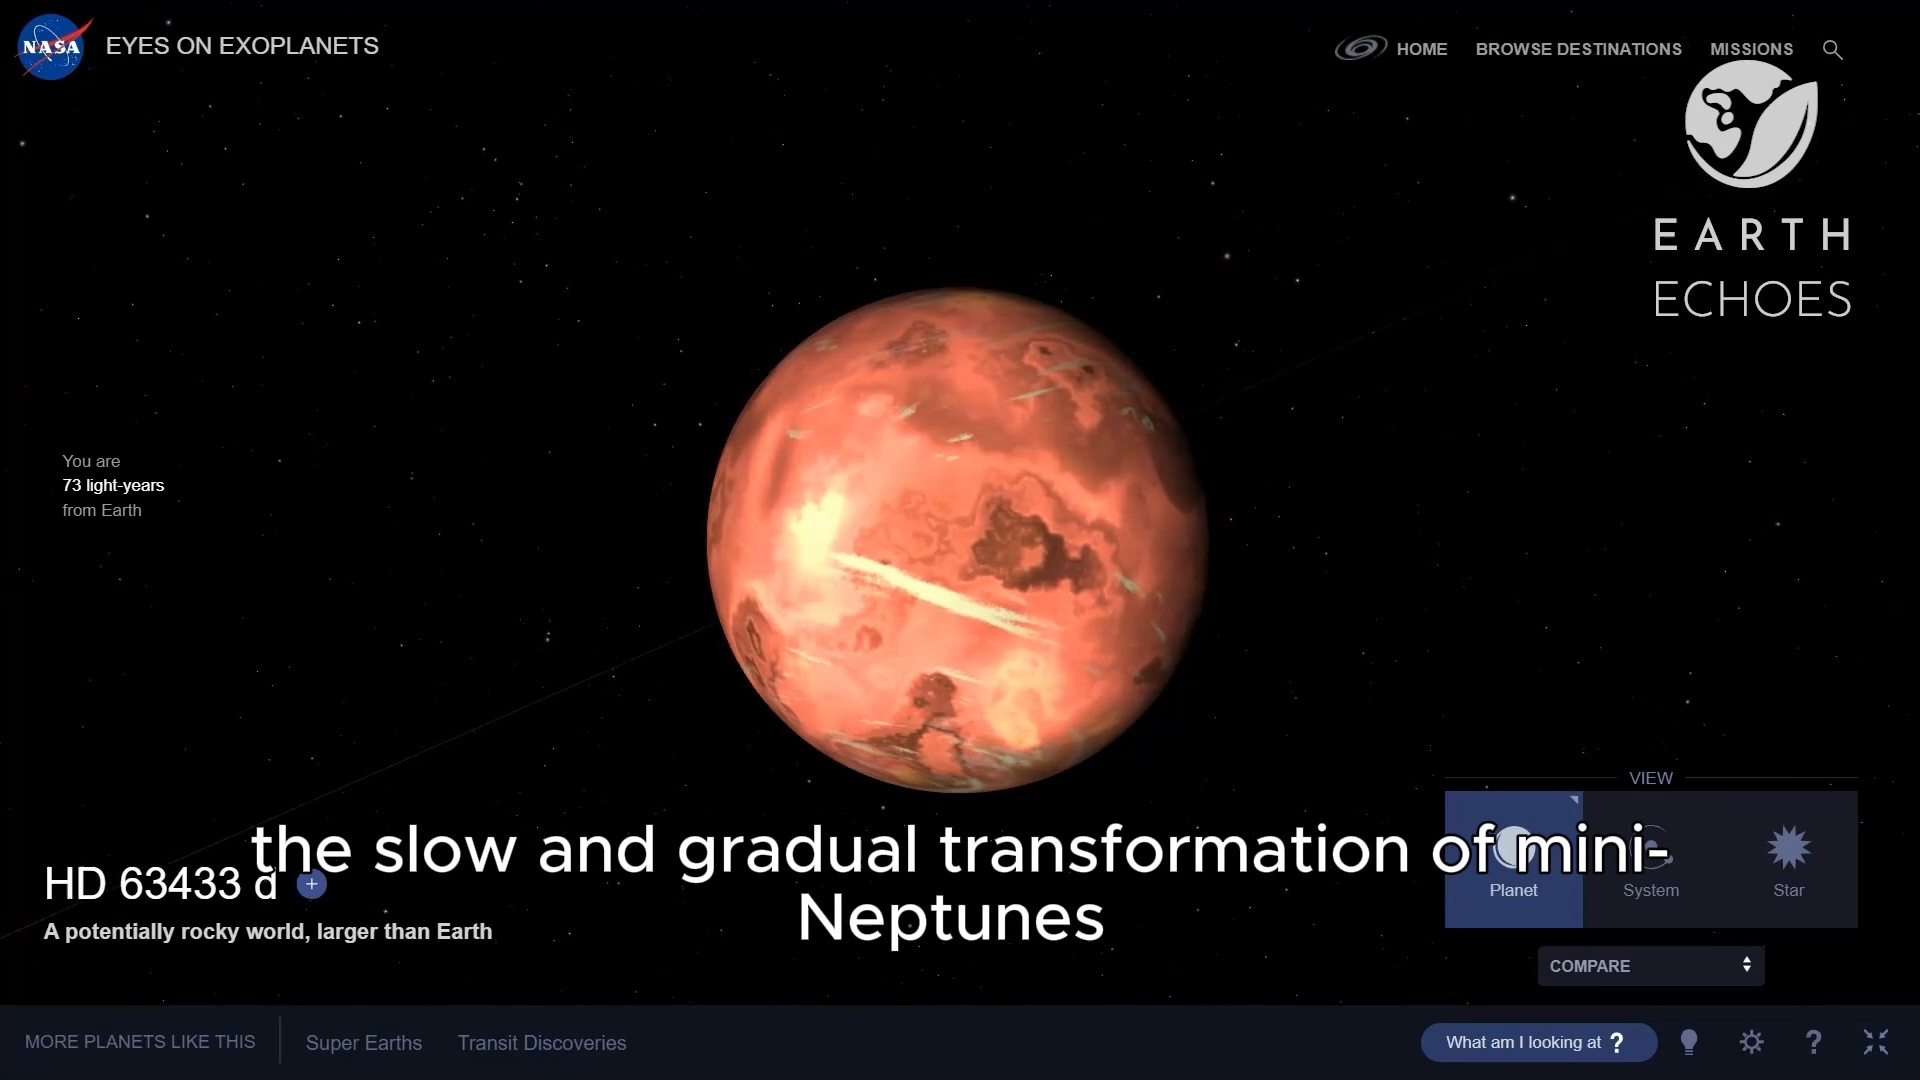 NASA
EYES ON EXOPLANETS
HOME
BROWSE DESTINATIONS
MISSIONS
EARTH
ECHOES
You are
73 light-years
from Earth
VIEW
Planet
System
Star
the slow and gradual transformation of mini-
Neptunes
HD 63433 d +
A potentially rocky world, larger than Earth
COMPARE
MORE PLANETS LIKE THIS
Super Earths
Transit Discoveries
What am I looking at ?
?